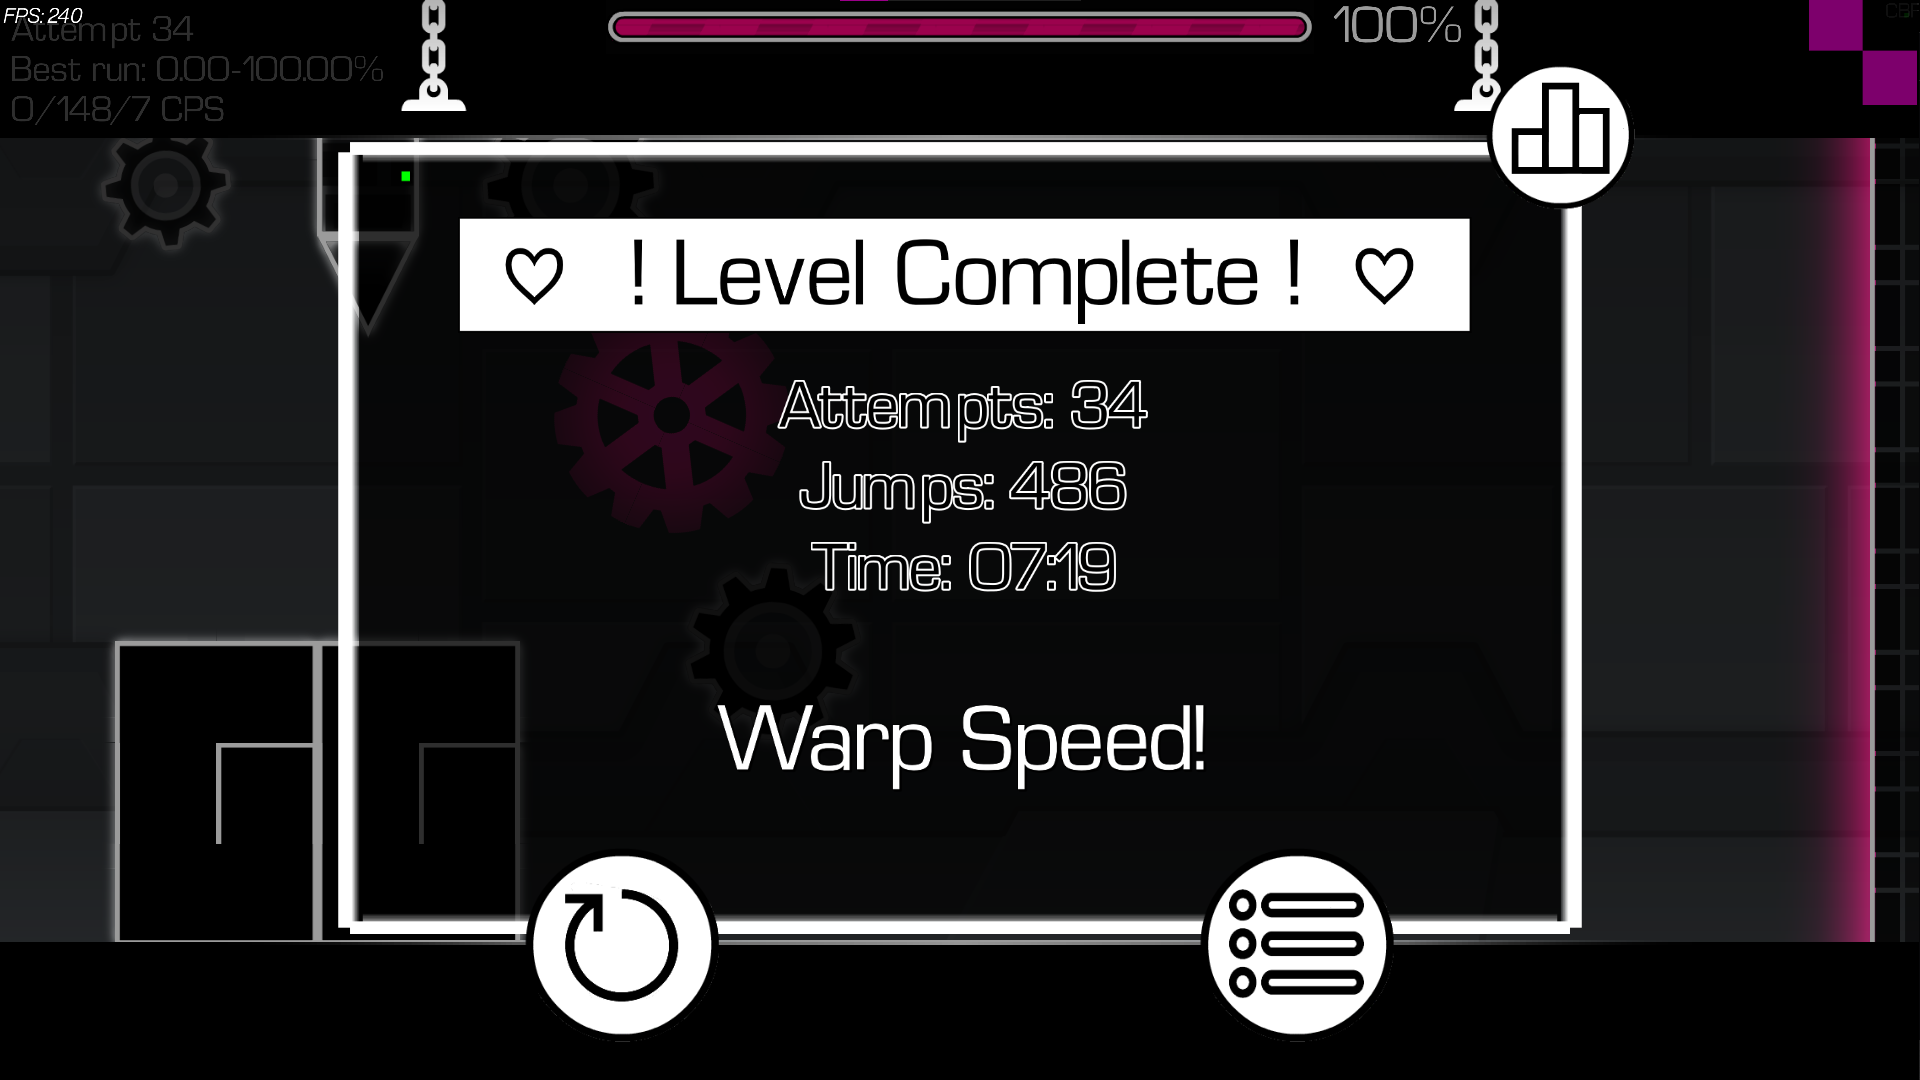 FPS: 240
Attempt 34
Best run: 0.00-100.00%
0/148/7 CPS
100%
CBF
! Level Complete !
Attempts: 34
Jumps: 486
Time: 07:19
Warp Speed!